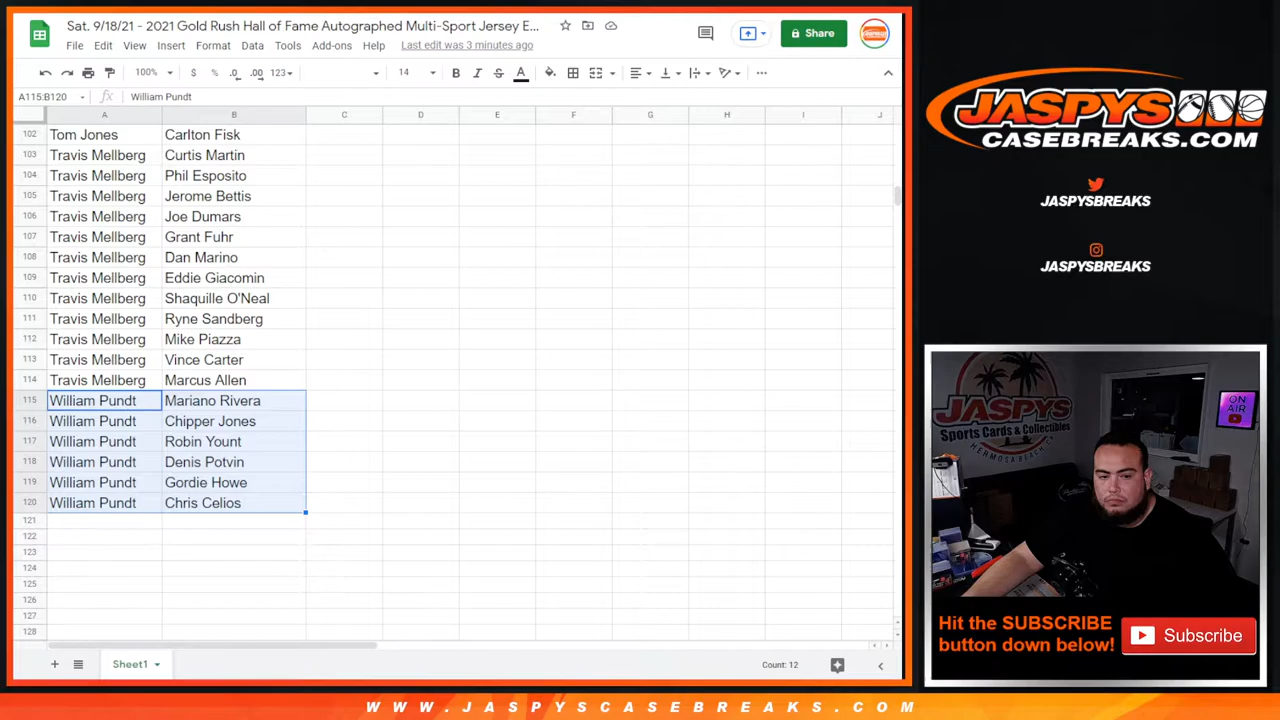 Sat. 9/18/21 - 2021 Gold Rush Hall of Fame Autographed Multi-Sport Jersey E...
File Edit View Insert Format Data Tools Add-ons Help Last edit was 3 minutes ago
Share
100% $ % .0 .00 123 14 B I S A
A115:B120 fx William Pundt
A B C D E F G H I J
102 Tom Jones Carlton Fisk
103 Travis Mellberg Curtis Martin
104 Travis Mellberg Phil Esposito
105 Travis Mellberg Jerome Bettis
106 Travis Mellberg Joe Dumars
107 Travis Mellberg Grant Fuhr
108 Travis Mellberg Dan Marino
109 Travis Mellberg Eddie Giacomin
110 Travis Mellberg Shaquille O'Neal
111 Travis Mellberg Ryne Sandberg
112 Travis Mellberg Mike Piazza
113 Travis Mellberg Vince Carter
114 Travis Mellberg Marcus Allen
115 William Pundt Mariano Rivera
116 William Pundt Chipper Jones
117 William Pundt Robin Yount
118 William Pundt Denis Potvin
119 William Pundt Gordie Howe
120 William Pundt Chris Celios
121
122
123
124
125
126
127
128
Sheet1 Count: 12
JASPYS
CASEBREAKS.COM
JASPYSBREAKS
JASPYSBREAKS
JASPYS
Sports Cards & Collectibles
HERMOSA BEACH, CA
ON
AIR
Hit the SUBSCRIBE
button down below!
Subscribe
WWW.JASPYSCASEBREAKS.COM